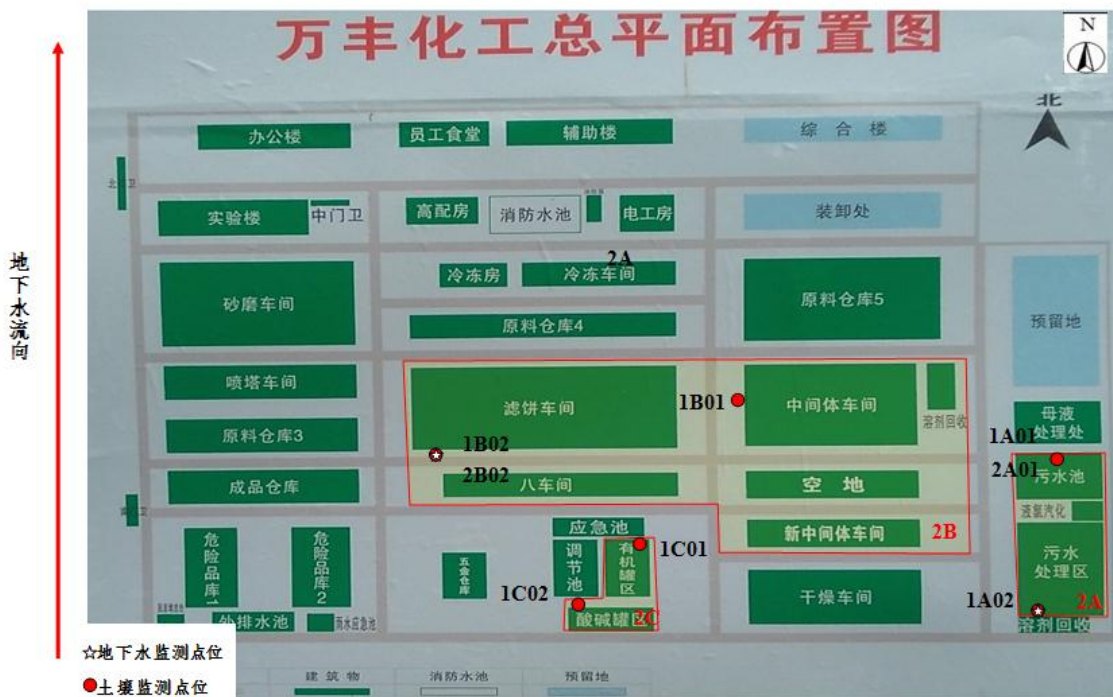 万丰化工总平面布置图
N
北
地下水流向
办公楼
员工食堂
辅助楼
综合楼
实验楼
中门卫
高配房
消防水池
电工房
装卸处
2A
砂磨车间
冷冻房
冷冻车间
原料仓库5
预留地
原料仓库4
喷塔车间
滤饼车间
1B01
中间体车间
溶剂回收
母液
处理处
原料仓库3
1B02
1A01
2B02
2A01
污水池
成品仓库
八车间
空地
液氯汽化
应急池
新中间体车间
2B
危险品库1
危险品库2
五金仓库
调节池
有机罐区
1C01
污水
处理区
1C02
干燥车间
1A02
2A
外排水池
雨水应急池
酸碱罐区
2C
溶剂回收
地下水监测点位
土壤监测点位
建筑物
消防水池
预留地